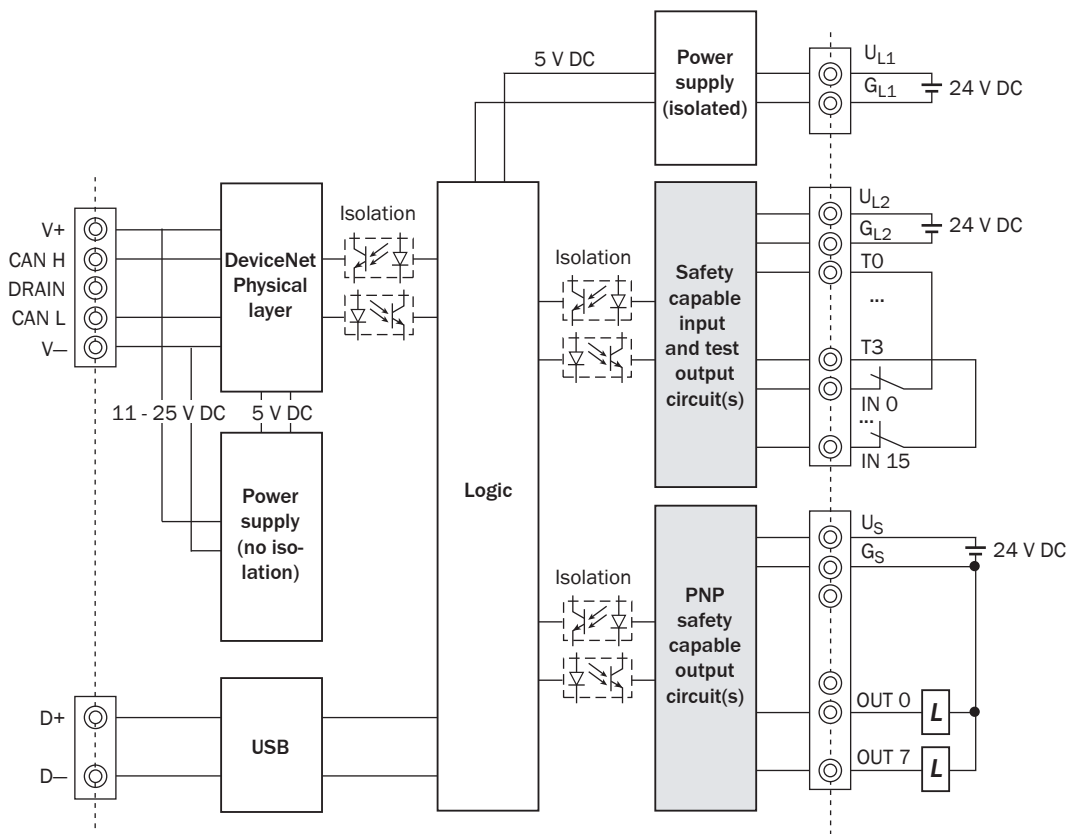 5 V DC
Power
supply
(isolated)
UL1
GL1
24 V DC
V+
CAN H
DRAIN
CAN L
V—
DeviceNet
Physical
layer
Isolation
11 - 25 V DC
5 V DC
Power
supply
(no iso-
lation)
D+
D—
USB
Logic
Isolation
Safety
capable
input
and test
output
circuit(s)
UL2
GL2
24 V DC
T0
...
T3
IN 0
...
IN 15
Isolation
PNP
safety
capable
output
circuit(s)
US
GS
24 V DC
OUT 0
L
OUT 7
L